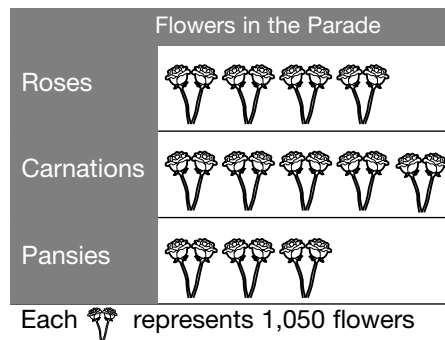 Flowers in the Parade
Roses
Carnations
Pansies
Each represents 1,050 flowers